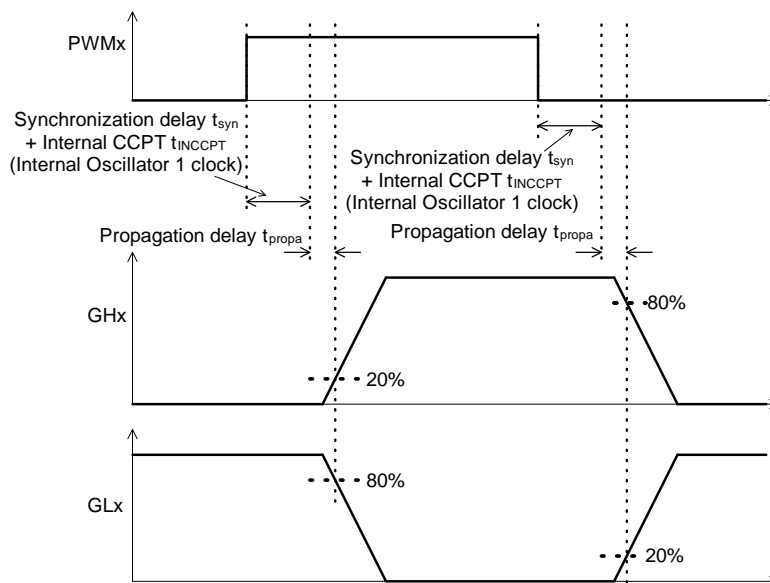 PWMx
Synchronization delay tsyn
+ Internal CCPT tINCCPT
(Internal Oscillator 1 clock)
Synchronization delay tsyn
+ Internal CCPT tINCCPT
(Internal Oscillator 1 clock)
Propagation delay tpropa
Propagation delay tpropa
GHx
80%
20%
GLx
80%
20%